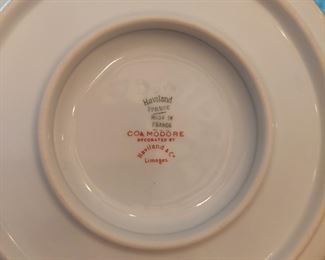 Haviland
France
MADE IN
FRANCE
COMMODORE
DECORATED BY
Haviland & Co
Limoges